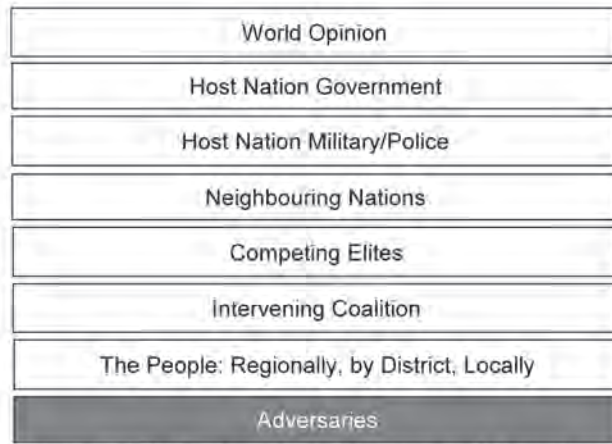 World Opinion
Host Nation Government
Host Nation Military/Police
Neighbouring Nations
Competing Elites
Intervening Coalition
The People: Regionally, by District, Locally
Adversaries